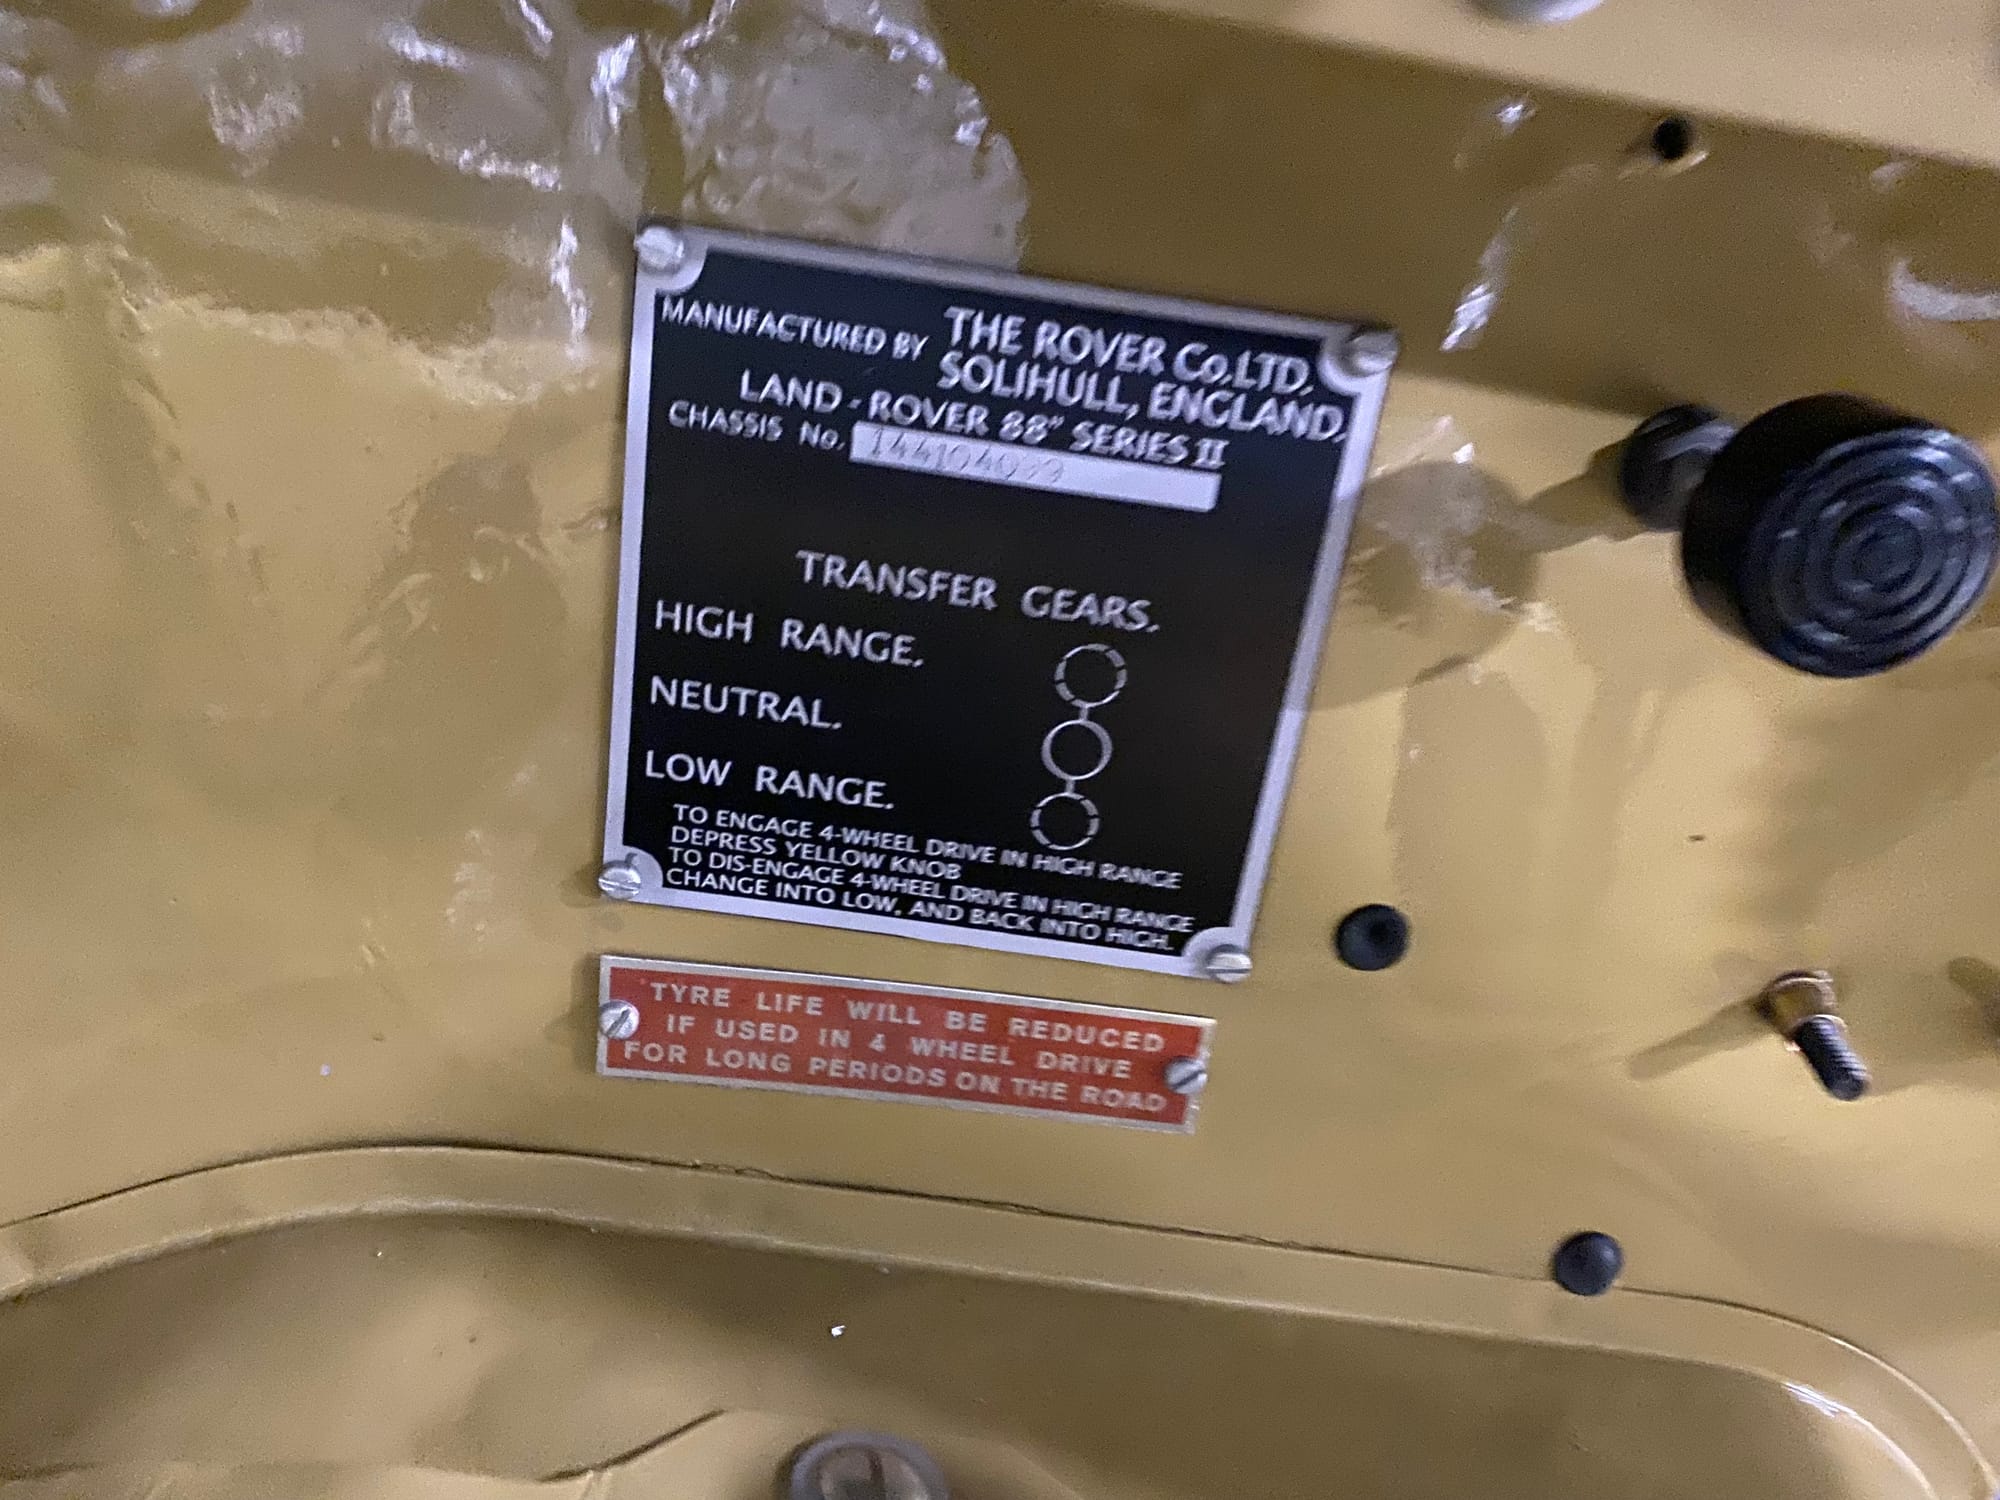 MANUFACTURED BY THE ROVER Co.LTD.
SOLIHULL, ENGLAND.
LAND - ROVER 88" SERIES II
CHASSIS No.
TRANSFER GEARS.
HIGH RANGE.
NEUTRAL.
LOW RANGE.
TO ENGAGE 4-WHEEL DRIVE IN HIGH RANGE
DEPRESS YELLOW KNOB
TO DIS-ENGAGE 4-WHEEL DRIVE IN HIGH RANGE
CHANGE INTO LOW, AND BACK INTO HIGH.
TYRE LIFE WILL BE REDUCED
IF USED IN 4 WHEEL DRIVE
FOR LONG PERIODS ON THE ROAD